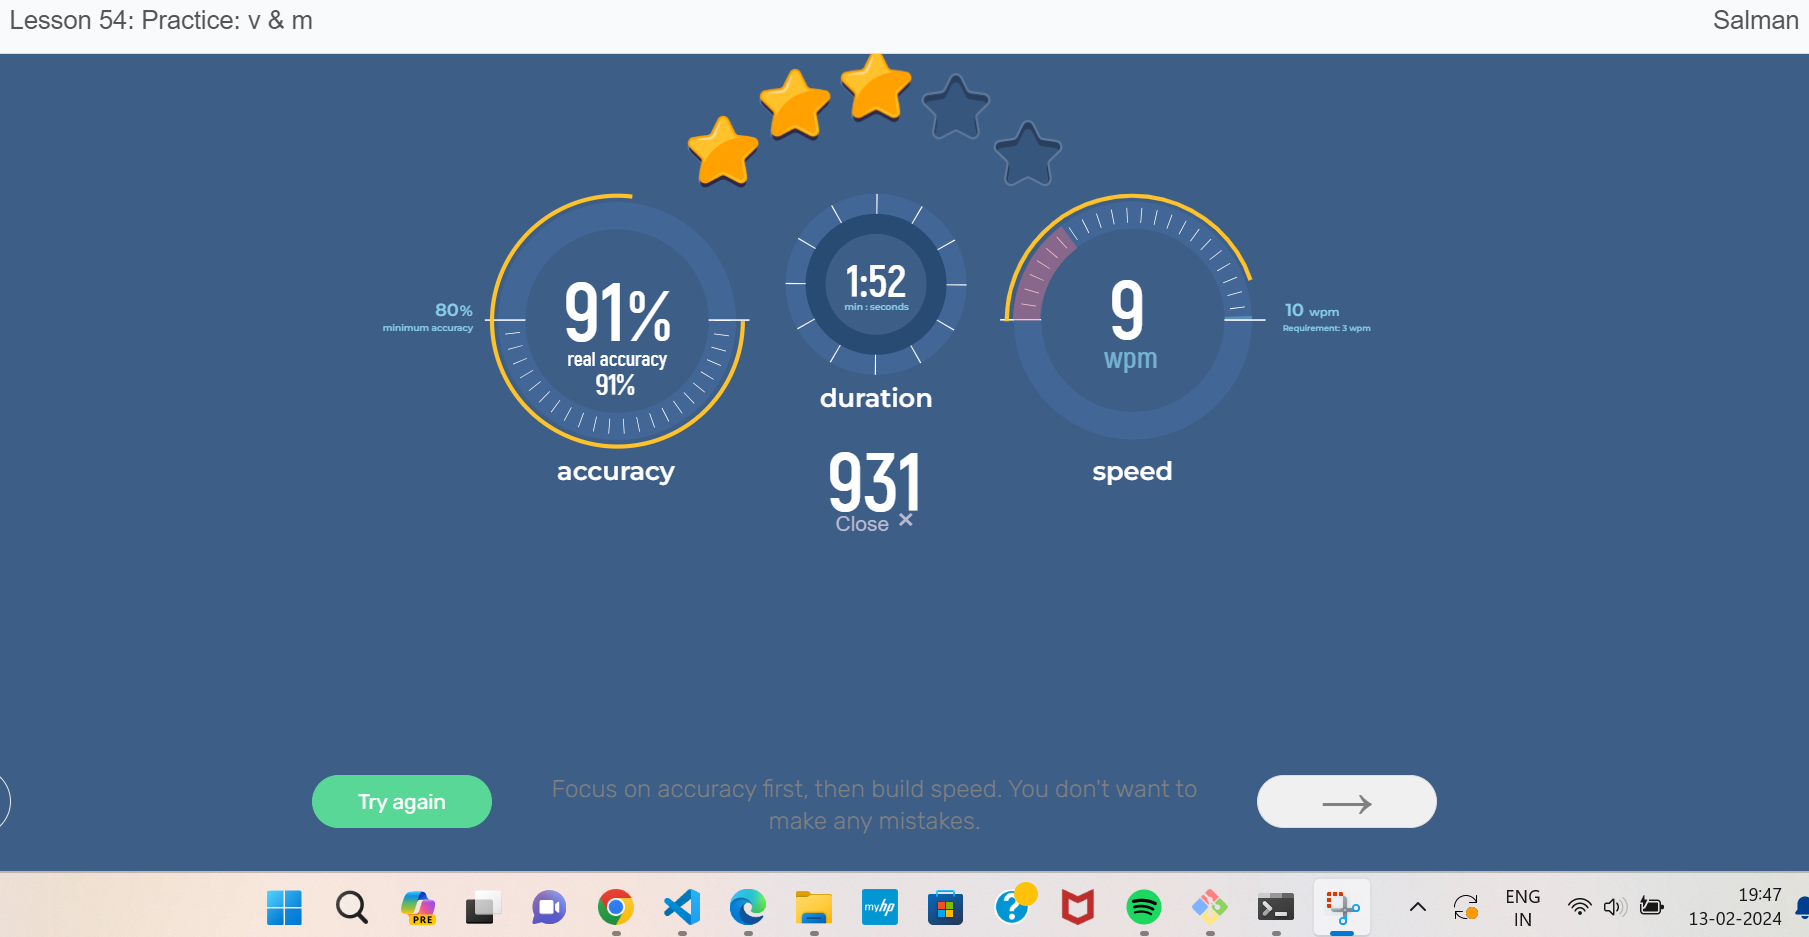 Lesson 54: Practice: v & m
Salman
80%
minimum accuracy
91%
real accuracy
91%
accuracy
1:52
min : seconds
duration
931
Close ×
9
wpm
speed
10 wpm
Requirement: 3 wpm
Try again
Focus on accuracy first, then build speed. You don't want to
make any mistakes.
PRE
myhp
ENG
IN
19:47
13-02-2024